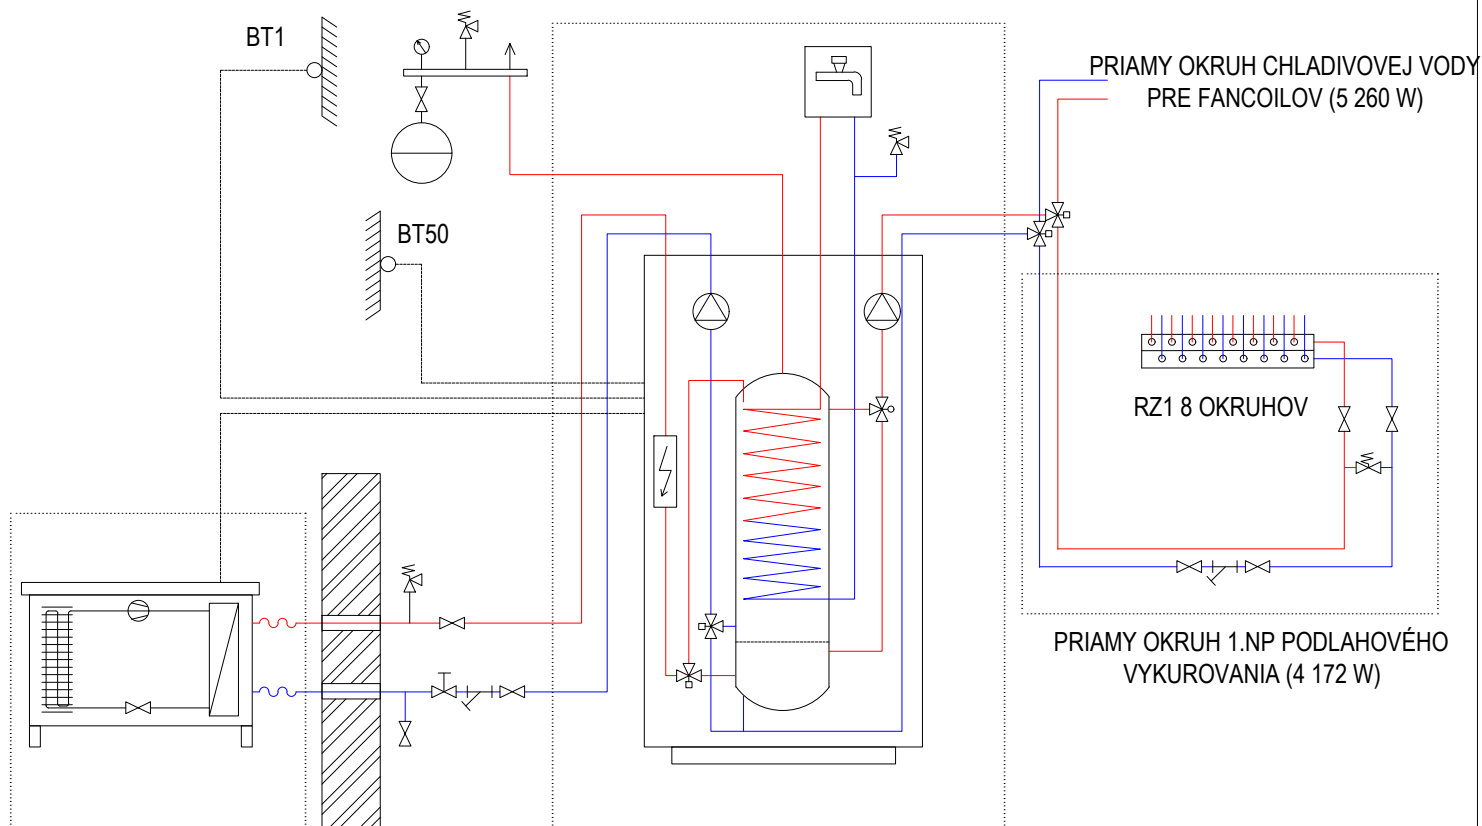 BT1
PRIAMY OKRUH CHLADIVOVEJ VODY
PRE FANCOILOV (5 260 W)
BT50
RZ1 8 OKRUHOV
PRIAMY OKRUH 1.NP PODLAHOVÉHO
VYKUROVANIA (4 172 W)